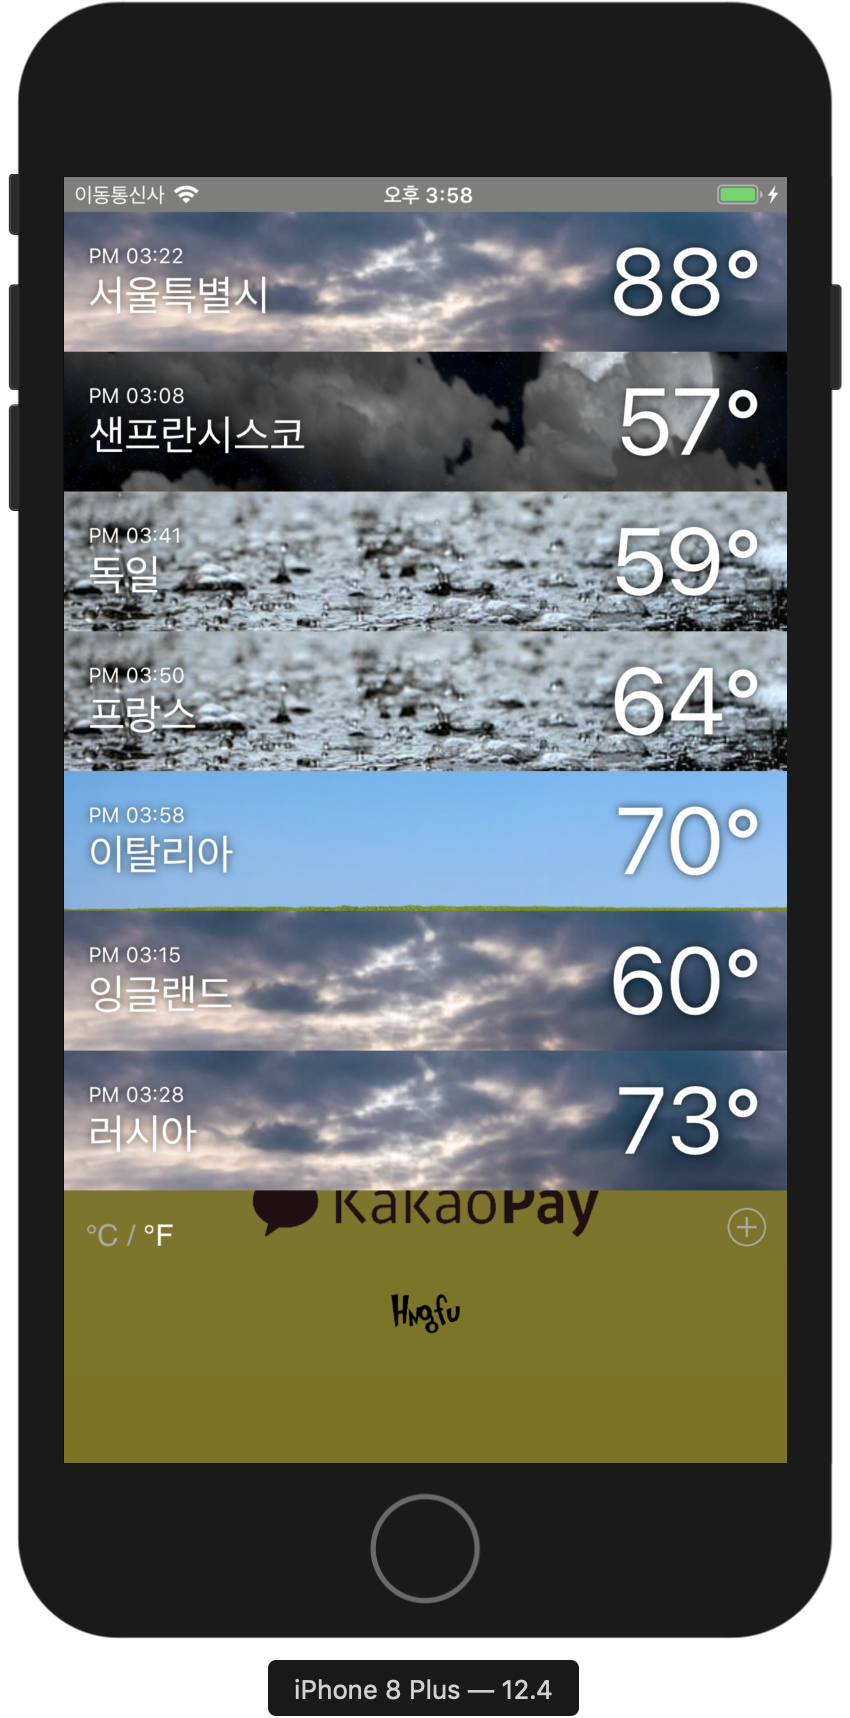 이동통신사 오후 3:58
PM 03:22
서울특별시 88°
PM 03:08
샌프란시스코 57°
PM 03:41
독일 59°
PM 03:50
프랑스 64°
PM 03:58
이탈리아 70°
PM 03:15
잉글랜드 60°
PM 03:28
러시아 73°
KakaoPay
°C / °F
Hngfu
iPhone 8 Plus — 12.4